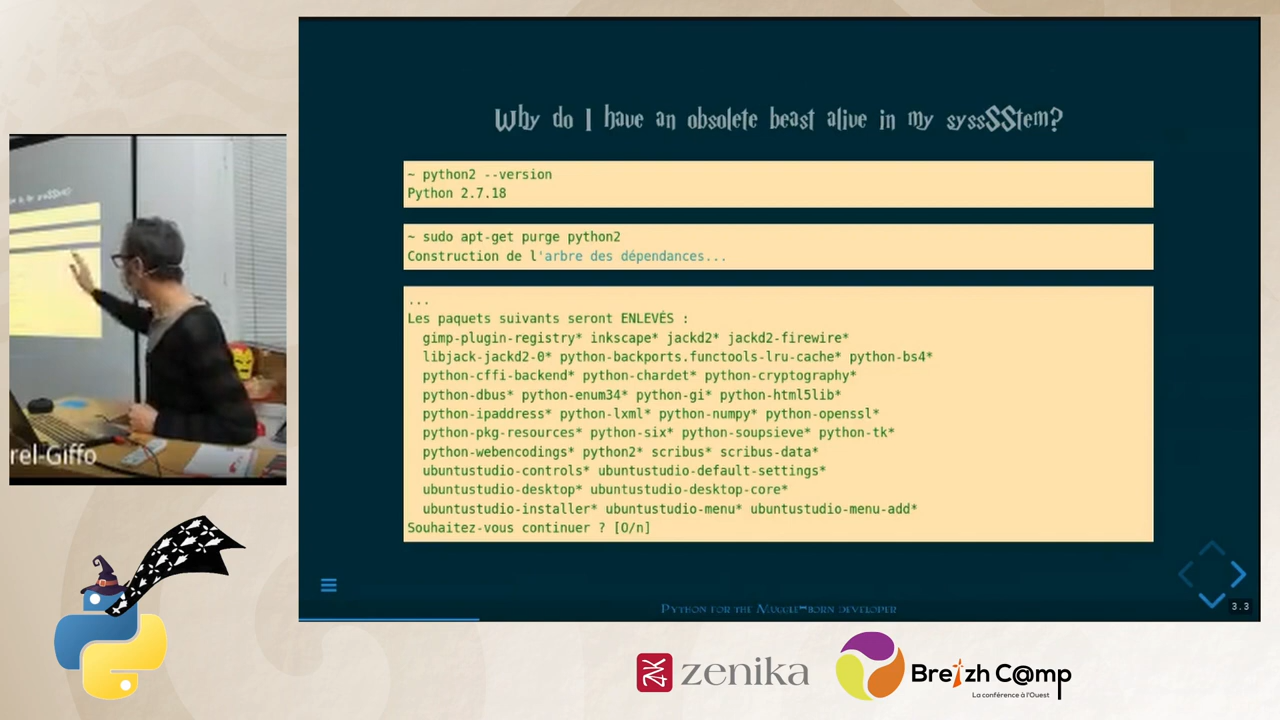 Why do I have an obsolete beast alive in my syssSStem?
~ python2 --version
Python 2.7.18
~ sudo apt-get purge python2
Construction de l'arbre des dépendances...
...
Les paquets suivants seront ENLEVÉS :
gimp-plugin-registry* inkscape* jackd2* jackd2-firewire*
libjack-jackd2-0* python-backports.functools-lru-cache* python-bs4*
python-cffi-backend* python-chardet* python-cryptography*
python-dbus* python-enum34* python-gi* python-html5lib*
python-ipaddress* python-lxml* python-numpy* python-openssl*
python-pkg-resources* python-six* python-soupsieve* python-tk*
python-webencodings* python2* scribus* scribus-data*
ubuntustudio-controls* ubuntustudio-default-settings*
ubuntustudio-desktop* ubuntustudio-desktop-core*
ubuntustudio-installer* ubuntustudio-menu* ubuntustudio-menu-add*
Souhaitez-vous continuer ? [O/n]
3.3
Python for the Muggle-born developer
rel-Giffo
zenika
Breizh C@mp
La conférence à l'Ouest